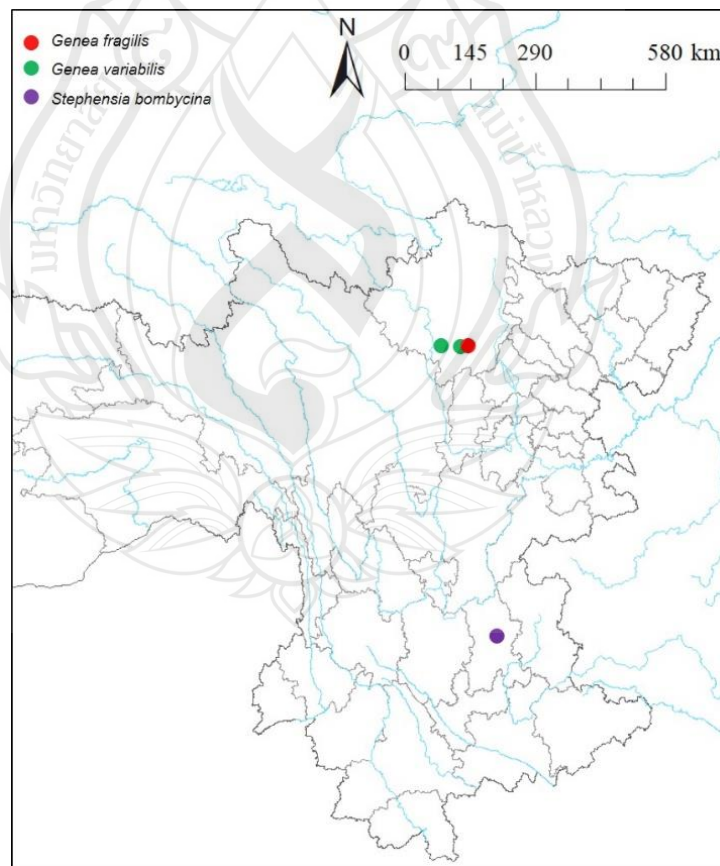 N
Genea fragilis
Genea variabilis
Stephensia bombycina
0 145 290 580 km